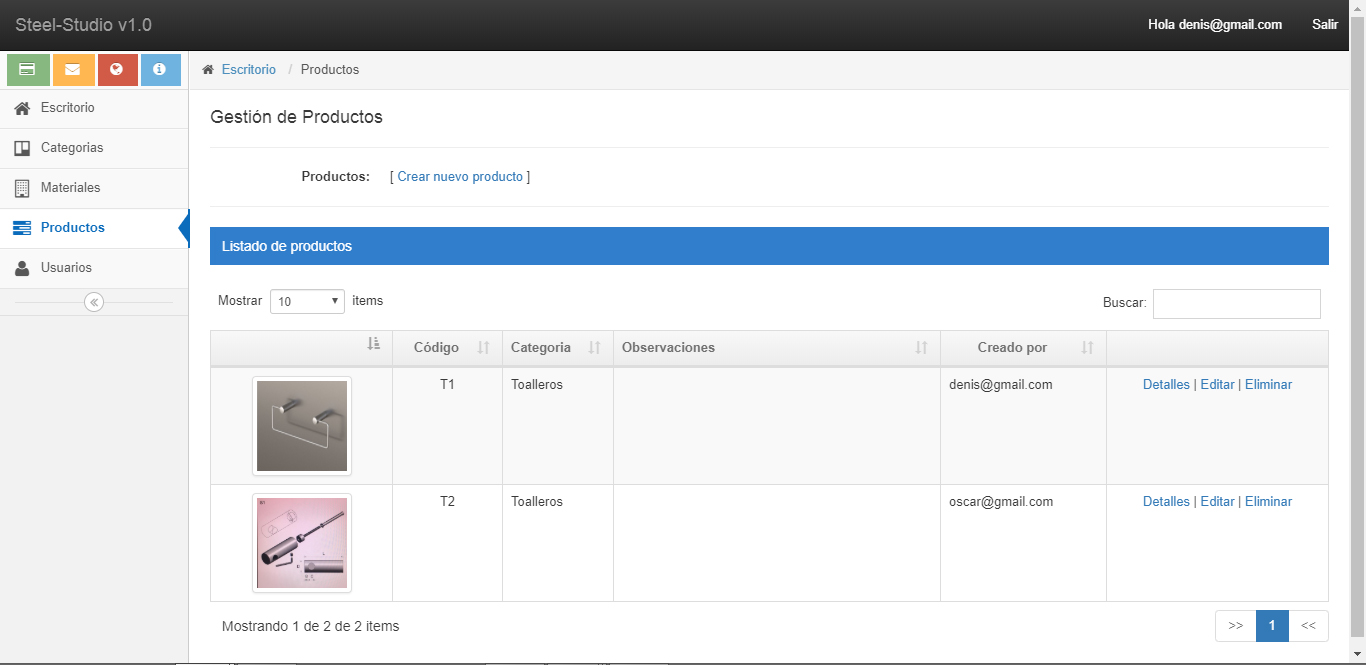 Steel-Studio v1.0
Hola denis@gmail.com Salir
Escritorio / Productos
Escritorio
Categorias
Materiales
Productos
Usuarios
Gestión de Productos
Productos: [ Crear nuevo producto ]
Listado de productos
Mostrar 10 items
Buscar:
Código Categoria Observaciones Creado por
T1 Toalleros denis@gmail.com Detalles | Editar | Eliminar
T2 Toalleros oscar@gmail.com Detalles | Editar | Eliminar
Mostrando 1 de 2 de 2 items
>> 1 <<